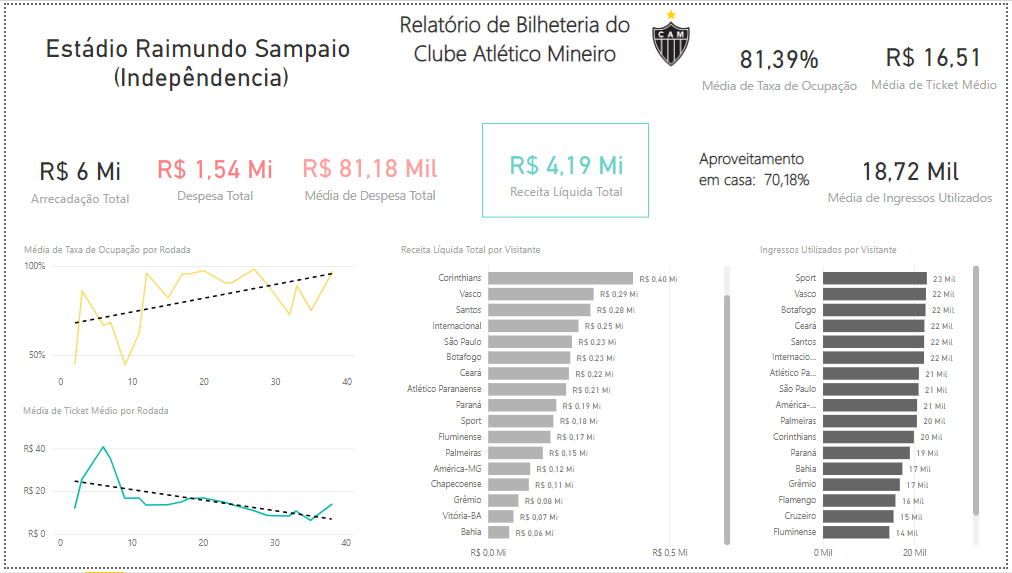 Estádio Raimundo Sampaio
(Indepêndencia)
Relatório de Bilheteria do
Clube Atlético Mineiro
CAM
81,39%
Média de Taxa de Ocupação
R$ 16,51
Média de Ticket Médio
R$ 6 Mi
Arrecadação Total
R$ 1,54 Mi
Despesa Total
R$ 81,18 Mil
Média de Despesa Total
R$ 4,19 Mi
Receita Líquida Total
Aproveitamento
em casa: 70,18%
18,72 Mil
Média de Ingressos Utilizados
Média de Taxa de Ocupação por Rodada
100%
50%
0 10 20 30 40
Média de Ticket Médio por Rodada
R$ 40
R$ 20
R$ 0
0 10 20 30 40
Receita Líquida Total por Visitante
Corinthians R$ 0,40 Mi
Vasco R$ 0,29 Mi
Santos R$ 0,28 Mi
Internacional R$ 0,25 Mi
São Paulo R$ 0,23 Mi
Botafogo R$ 0,23 Mi
Ceará R$ 0,22 Mi
Atlético Paranaense R$ 0,21 Mi
Paraná R$ 0,19 Mi
Sport R$ 0,18 Mi
Fluminense R$ 0,17 Mi
Palmeiras R$ 0,15 Mi
América-MG R$ 0,12 Mi
Chapecoense R$ 0,11 Mi
Grêmio R$ 0,08 Mi
Vitória-BA R$ 0,07 Mi
Bahia R$ 0,06 Mi
R$ 0,0 Mi R$ 0,5 Mi
Ingressos Utilizados por Visitante
Sport 23 Mil
Vasco 22 Mil
Botafogo 22 Mil
Ceará 22 Mil
Santos 22 Mil
Internacio... 22 Mil
Atlético Pa... 21 Mil
São Paulo 21 Mil
América-... 21 Mil
Palmeiras 20 Mil
Corinthians 20 Mil
Paraná 19 Mil
Bahia 17 Mil
Grêmio 17 Mil
Flamengo 16 Mil
Cruzeiro 15 Mil
Fluminense 14 Mil
0 Mil 20 Mil